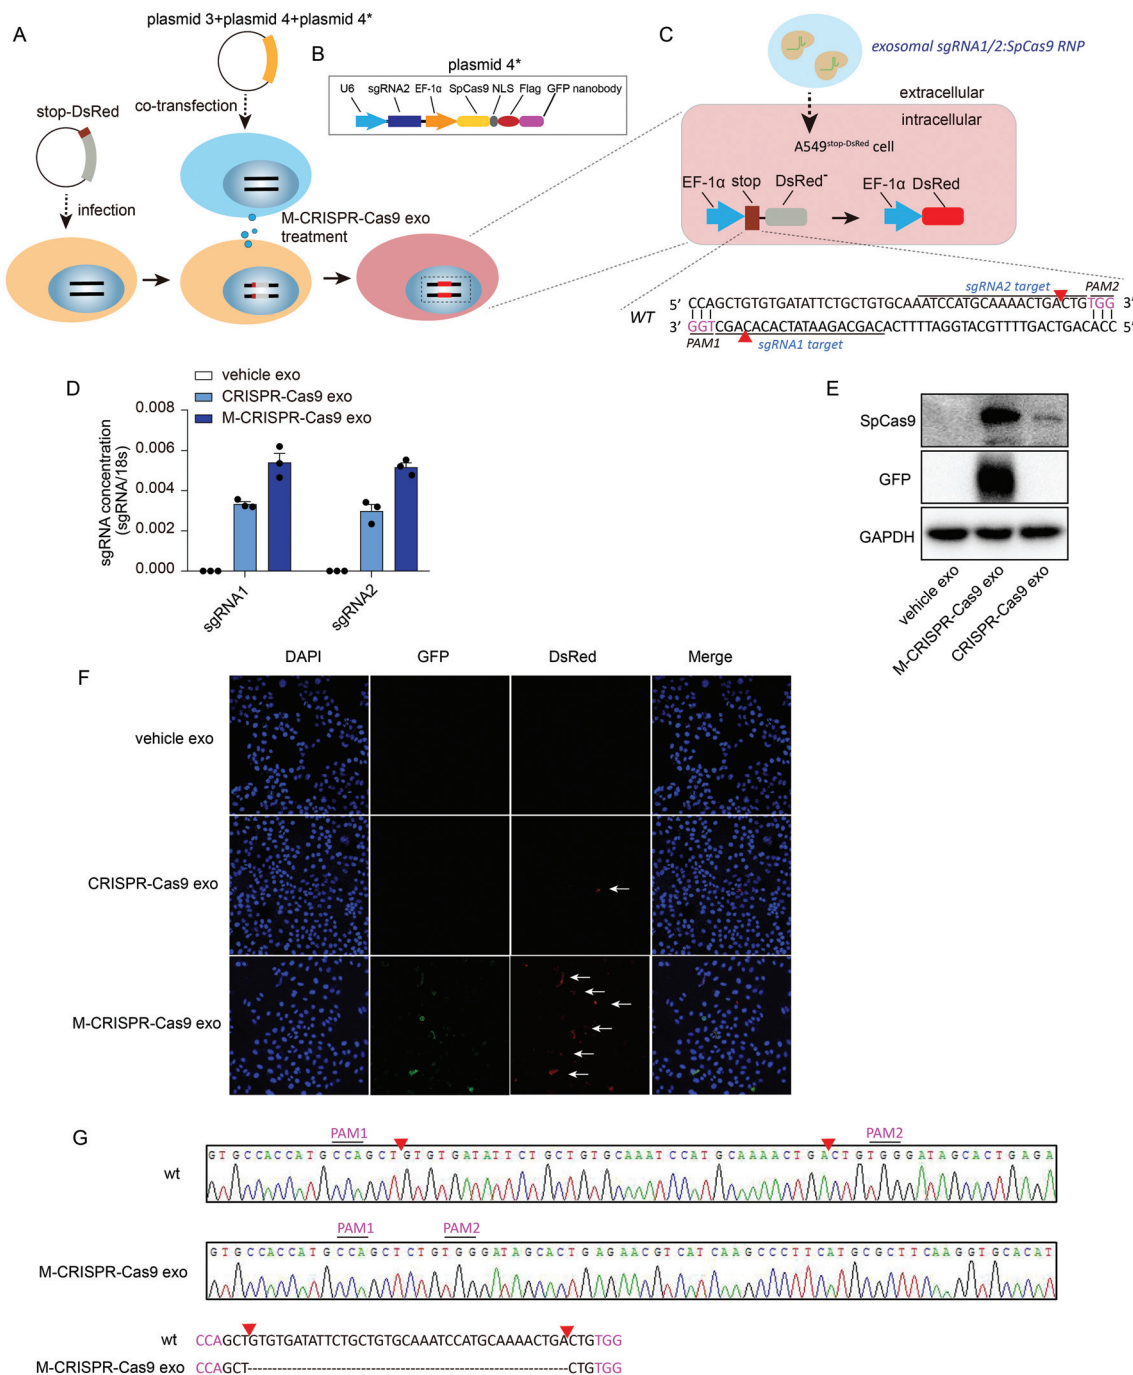 A
plasmid 3+plasmid 4+plasmid 4*
stop-DsRed
co-transfection
infection
M-CRISPR-Cas9 exo
treatment
B
plasmid 4*
U6 sgRNA2 EF-1α SpCas9 NLS Flag GFP nanobody
C
exosomal sgRNA1/2:SpCas9 RNP
extracellular
intracellular
A549stop-DsRed cell
EF-1α stop DsRed- EF-1α DsRed
sgRNA2 target PAM2
WT
5' CCAGCTGTGTGATATTCTGCTGTGCAAATCCATGCAAAACTGACTGTGG 3'
3' GGTCGACACACTATAAGACGACACTTTTAGGTACGTTTTGACTGACACC 5'
PAM1 sgRNA1 target
D
vehicle exo
CRISPR-Cas9 exo
M-CRISPR-Cas9 exo
sgRNA concentration
(sgRNA/18s)
0.008
0.006
0.004
0.002
0.000
sgRNA1 sgRNA2
E
SpCas9
GFP
GAPDH
vehicle exo
M-CRISPR-Cas9 exo
CRISPR-Cas9 exo
F
DAPI GFP DsRed Merge
vehicle exo
CRISPR-Cas9 exo
M-CRISPR-Cas9 exo
G
PAM1 PAM2
wt
GTGCCACCATGCCAGCTGTGTGATATTCTGCTGTGCAAATCCATGCAAAACTGACTGTGGGATAGCACTGAGA
PAM1 PAM2
M-CRISPR-Cas9 exo
GTGCCACCATGCCAGCTCTGTGGGATAGCACTGAGAACGTCATCAAGCCCTTCATGCGCTTCAAGGTGCACAT
wt CCAGCTGTGTGATATTCTGCTGTGCAAATCCATGCAAAACTGACTGTGG
M-CRISPR-Cas9 exo CCAGCT-------------------------------------CTGTGG